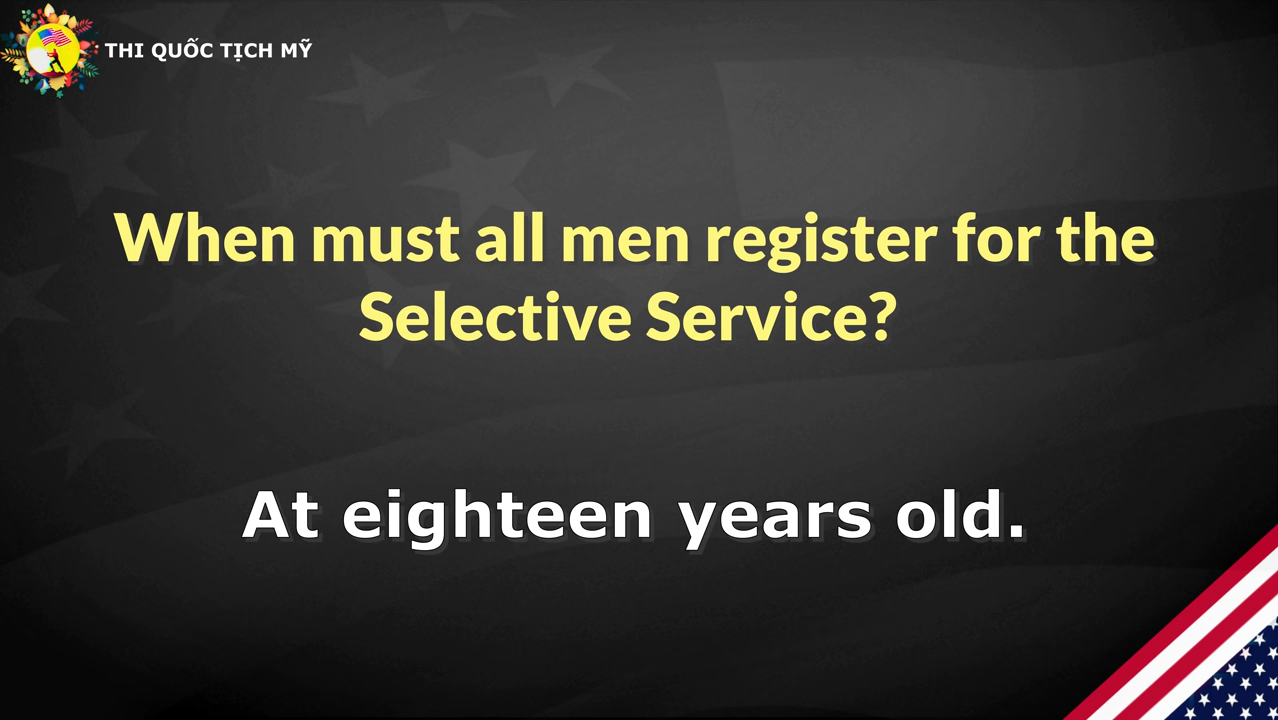 THI QUỐC TỊCH MỸ
When must all men register for the
Selective Service?
At eighteen years old.